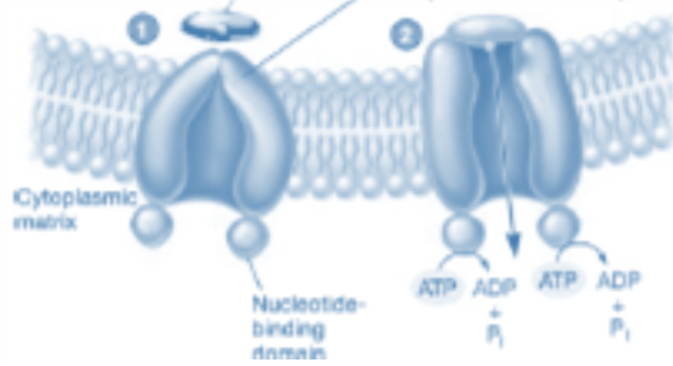 1
2
Cytoplasmic
matrix
Nucleotide-
binding
domain
ATP ADP
+
Pi
ATP ADP
+
Pi